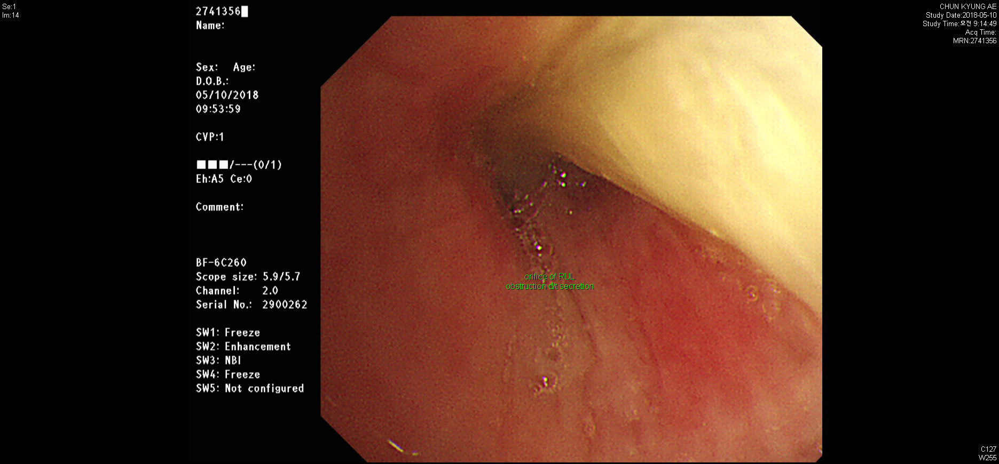 Se:1
Im:14
2741356
Name:
Sex: Age:
D.O.B.:
05/10/2018
09:53:59
CVP:1
■■■/---(0/1)
Eh:A5 Ce:0
Comment:
BF-6C260
Scope size: 5.9/5.7
Channel: 2.0
Serial No.: 2900262
SW1: Freeze
SW2: Enhancement
SW3: NBI
SW4: Freeze
SW5: Not configured
orifice of RUL
obstruction d/t secretion
CHUN KYUNG AE
Study Date:2018-05-10
Study Time:오전 9:14:49
Acq Time:
MRN:2741356
C127
W255